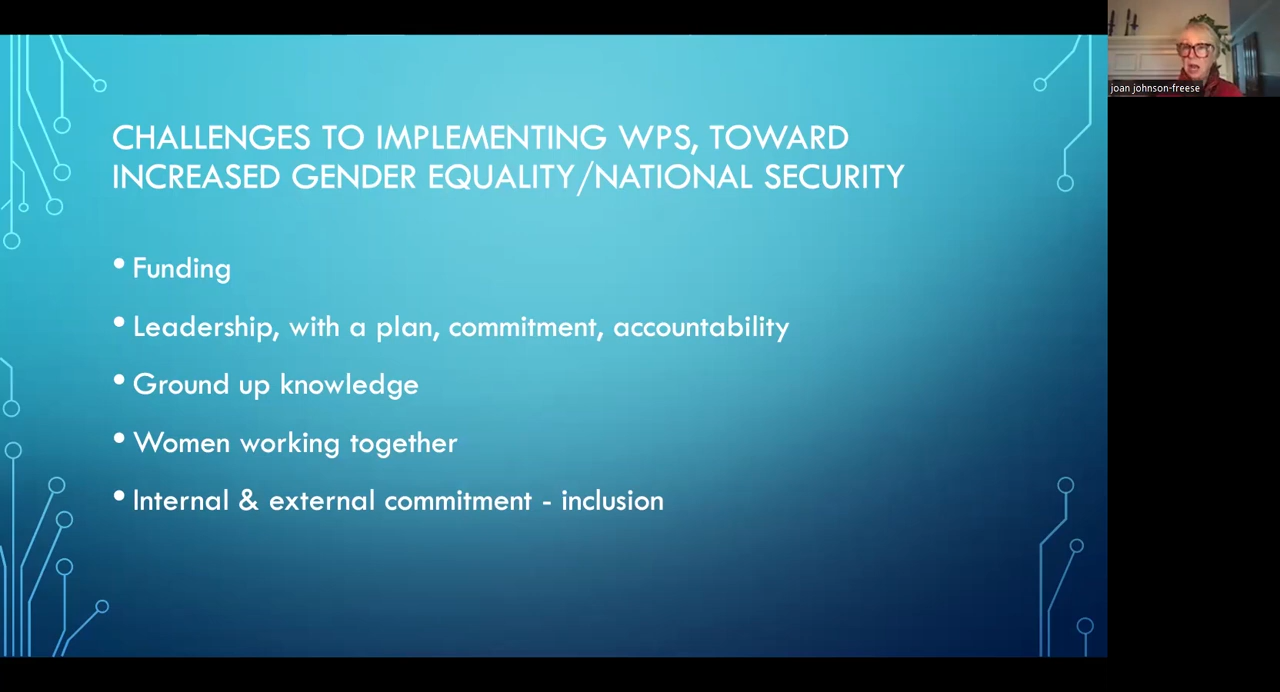 CHALLENGES TO IMPLEMENTING WPS, TOWARD
INCREASED GENDER EQUALITY/NATIONAL SECURITY
• Funding
• Leadership, with a plan, commitment, accountability
• Ground up knowledge
• Women working together
• Internal & external commitment - inclusion
joan johnson-freese